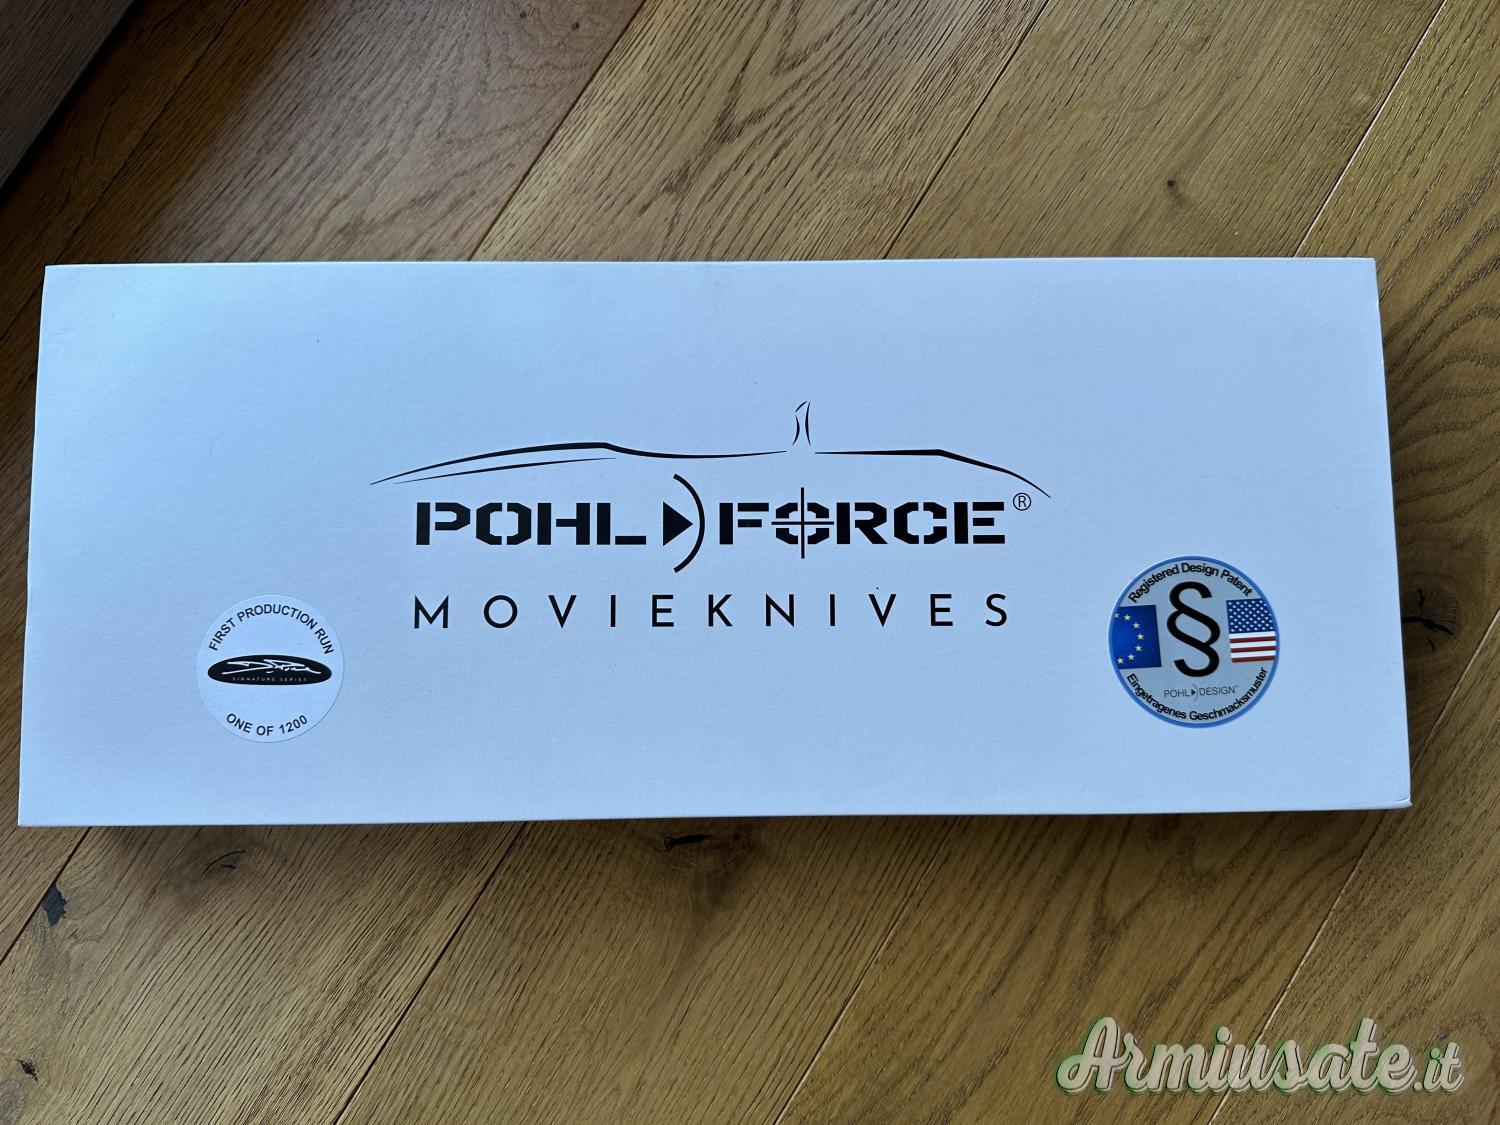 POHL FORCE®
MOVIEKNIVES
FIRST PRODUCTION RUN
SIGNATURE SERIES
ONE OF 1200
Registered Design Patent
§
POHL DESIGN™
Eingetragenes Geschmacksmuster
Armiusate.it